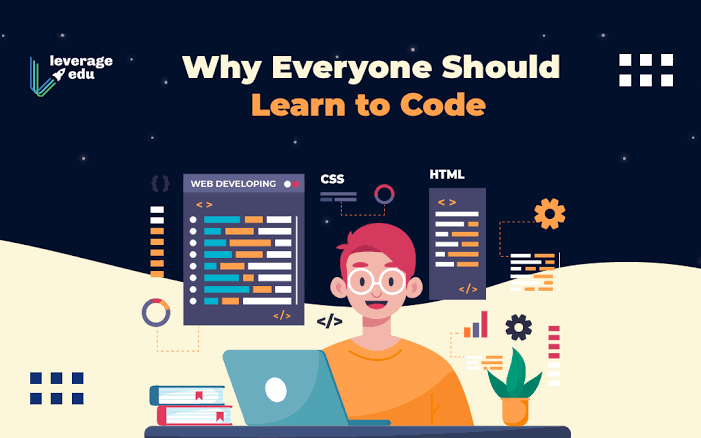 leverage
edu
Why Everyone Should
Learn to Code
{ }
WEB DEVELOPING
< >
</>
CSS
HTML
< >
</>
</>